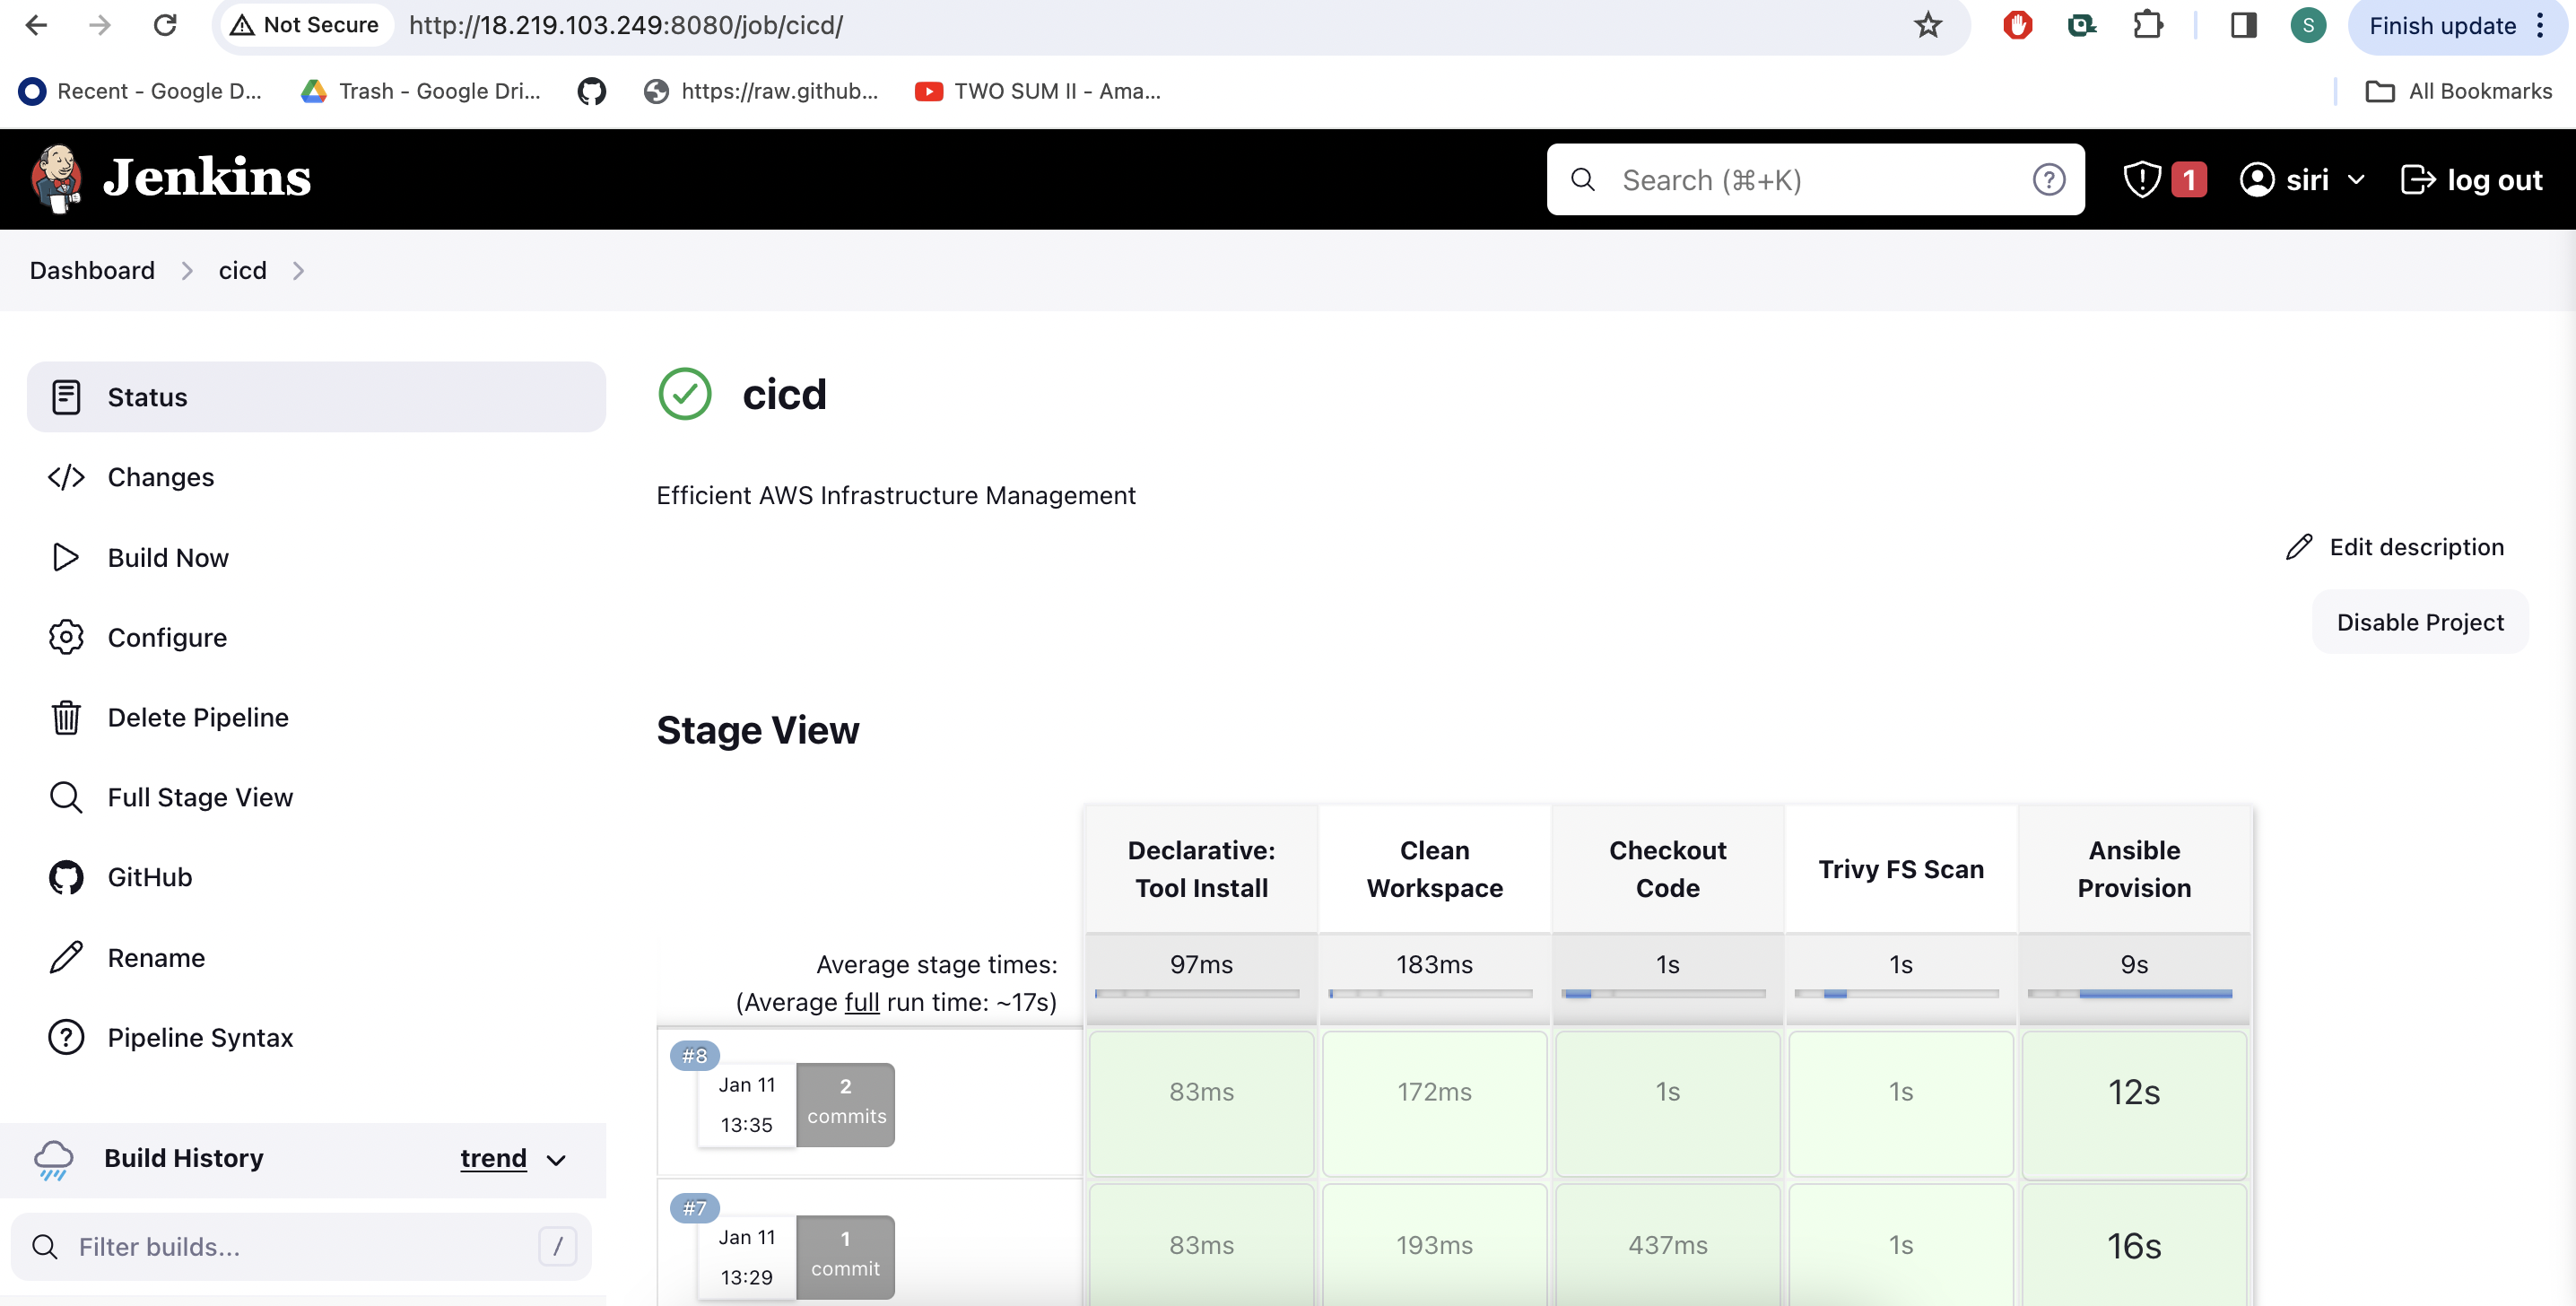 Not Secure http://18.219.103.249:8080/job/cicd/ S Finish update
Recent - Google D... Trash - Google Dri... https://raw.github... TWO SUM II - Ama... All Bookmarks
Jenkins Search (⌘+K) ? 1 siri log out
Dashboard cicd
Status
Changes
Build Now
Configure
Delete Pipeline
Full Stage View
GitHub
Rename
Pipeline Syntax
Build History trend
Filter builds... /
cicd
Efficient AWS Infrastructure Management
Edit description
Disable Project
Stage View
Declarative: Tool Install
Clean Workspace
Checkout Code
Trivy FS Scan
Ansible Provision
Average stage times: 97ms 183ms 1s 1s 9s
(Average full run time: ~17s)
#8
Jan 11 13:35 2 commits 83ms 172ms 1s 1s 12s
#7
Jan 11 13:29 1 commit 83ms 193ms 437ms 1s 16s